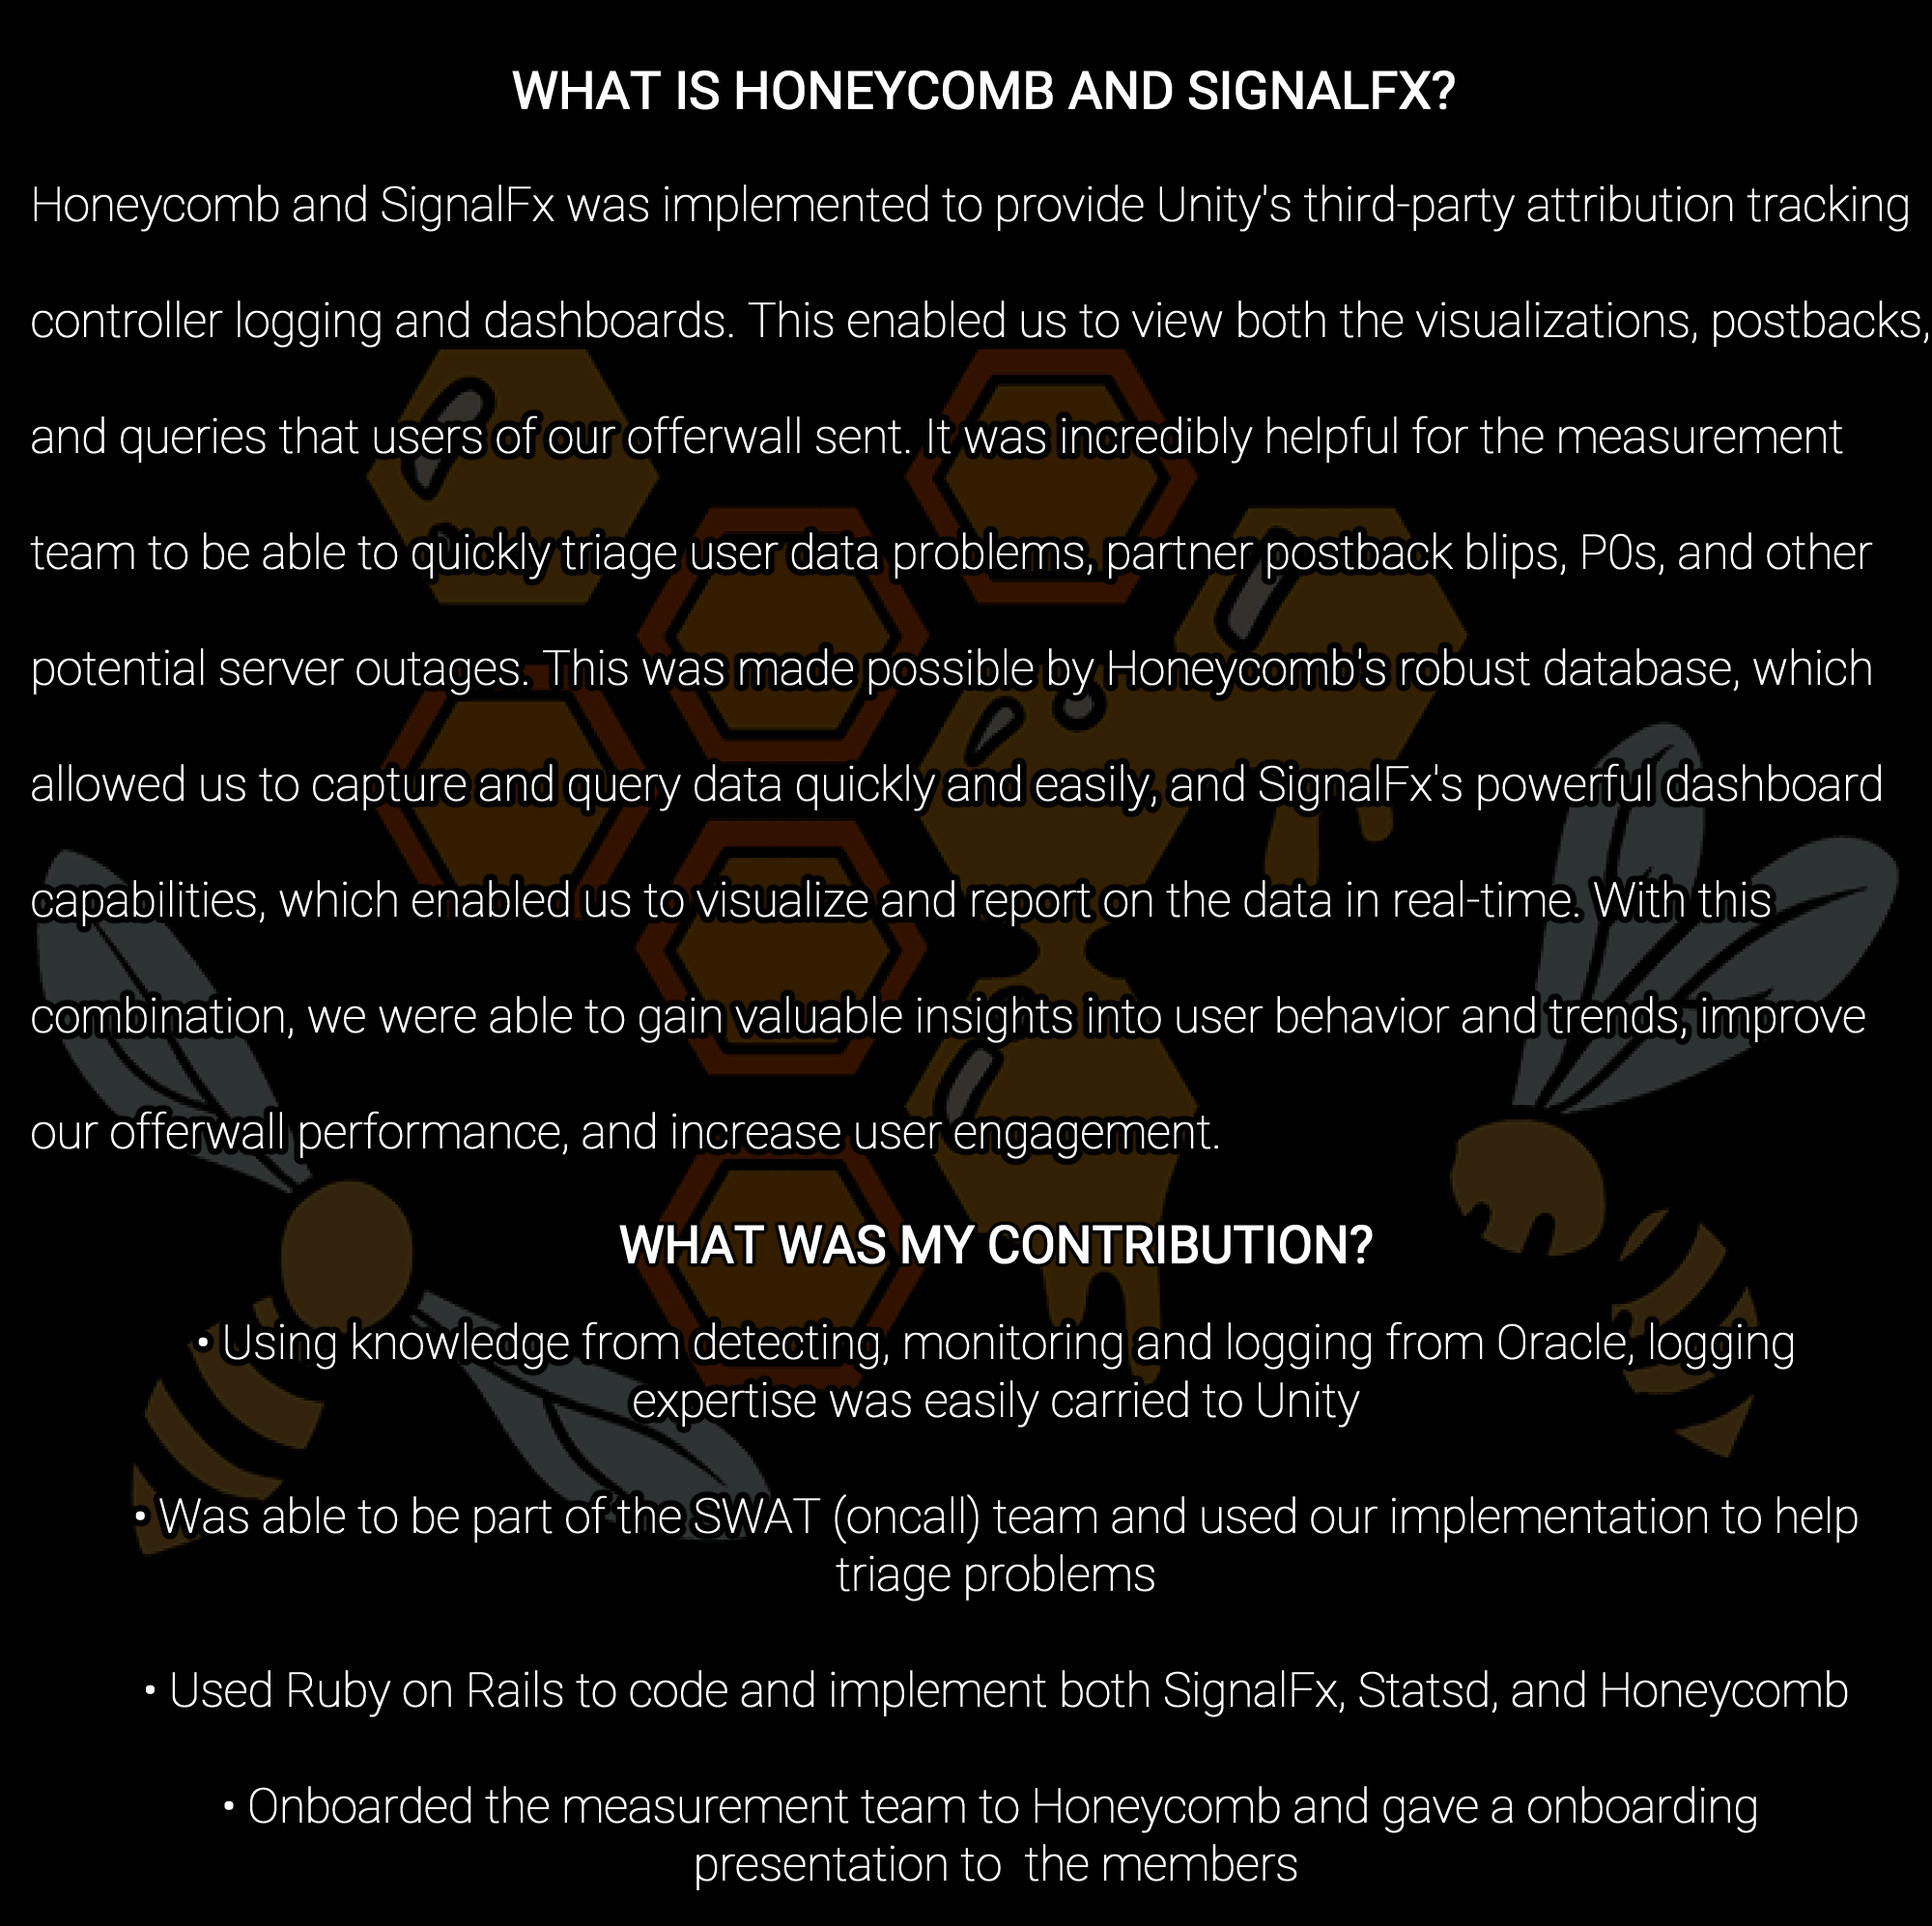 WHAT IS HONEYCOMB AND SIGNALFX?
Honeycomb and SignalFx was implemented to provide Unity's third-party attribution tracking
controller logging and dashboards. This enabled us to view both the visualizations, postbacks,
and queries that users of our offerwall sent. It was incredibly helpful for the measurement
team to be able to quickly triage user data problems, partner postback blips, P0s, and other
potential server outages. This was made possible by Honeycomb's robust database, which
allowed us to capture and query data quickly and easily, and SignalFx's powerful dashboard
capabilities, which enabled us to visualize and report on the data in real-time. With this
combination, we were able to gain valuable insights into user behavior and trends, improve
our offerwall performance, and increase user engagement.
WHAT WAS MY CONTRIBUTION?
• Using knowledge from detecting, monitoring and logging from Oracle, logging
expertise was easily carried to Unity
• Was able to be part of the SWAT (oncall) team and used our implementation to help
triage problems
• Used Ruby on Rails to code and implement both SignalFx, Statsd, and Honeycomb
• Onboarded the measurement team to Honeycomb and gave a onboarding
presentation to  the members